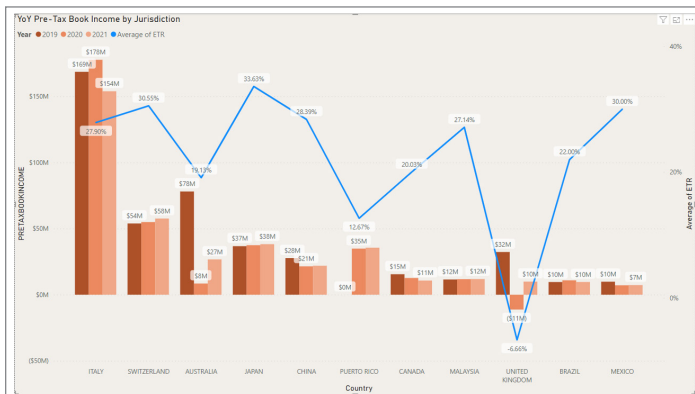 YoY Pre-Tax Book Income by Jurisdiction
Year 2019 2020 2021 Average of ETR
PRETAXBOOKINCOME
$150M
$100M
$50M
$0M
($50M)
40%
20%
0%
Average of ETR
$169M
$178M
$154M
27.90%
$54M
$58M
30.55%
$78M
$8M
$27M
19.13%
$37M
$38M
33.63%
$28M
$21M
28.39%
$0M
$35M
12.67%
$15M
$11M
20.03%
$12M
$12M
27.14%
$32M
($11M)
$10M
-6.66%
$10M
$10M
22.00%
$10M
$7M
30.00%
ITALY
SWITZERLAND
AUSTRALIA
JAPAN
CHINA
PUERTO RICO
CANADA
MALAYSIA
UNITED
KINGDOM
BRAZIL
MEXICO
Country